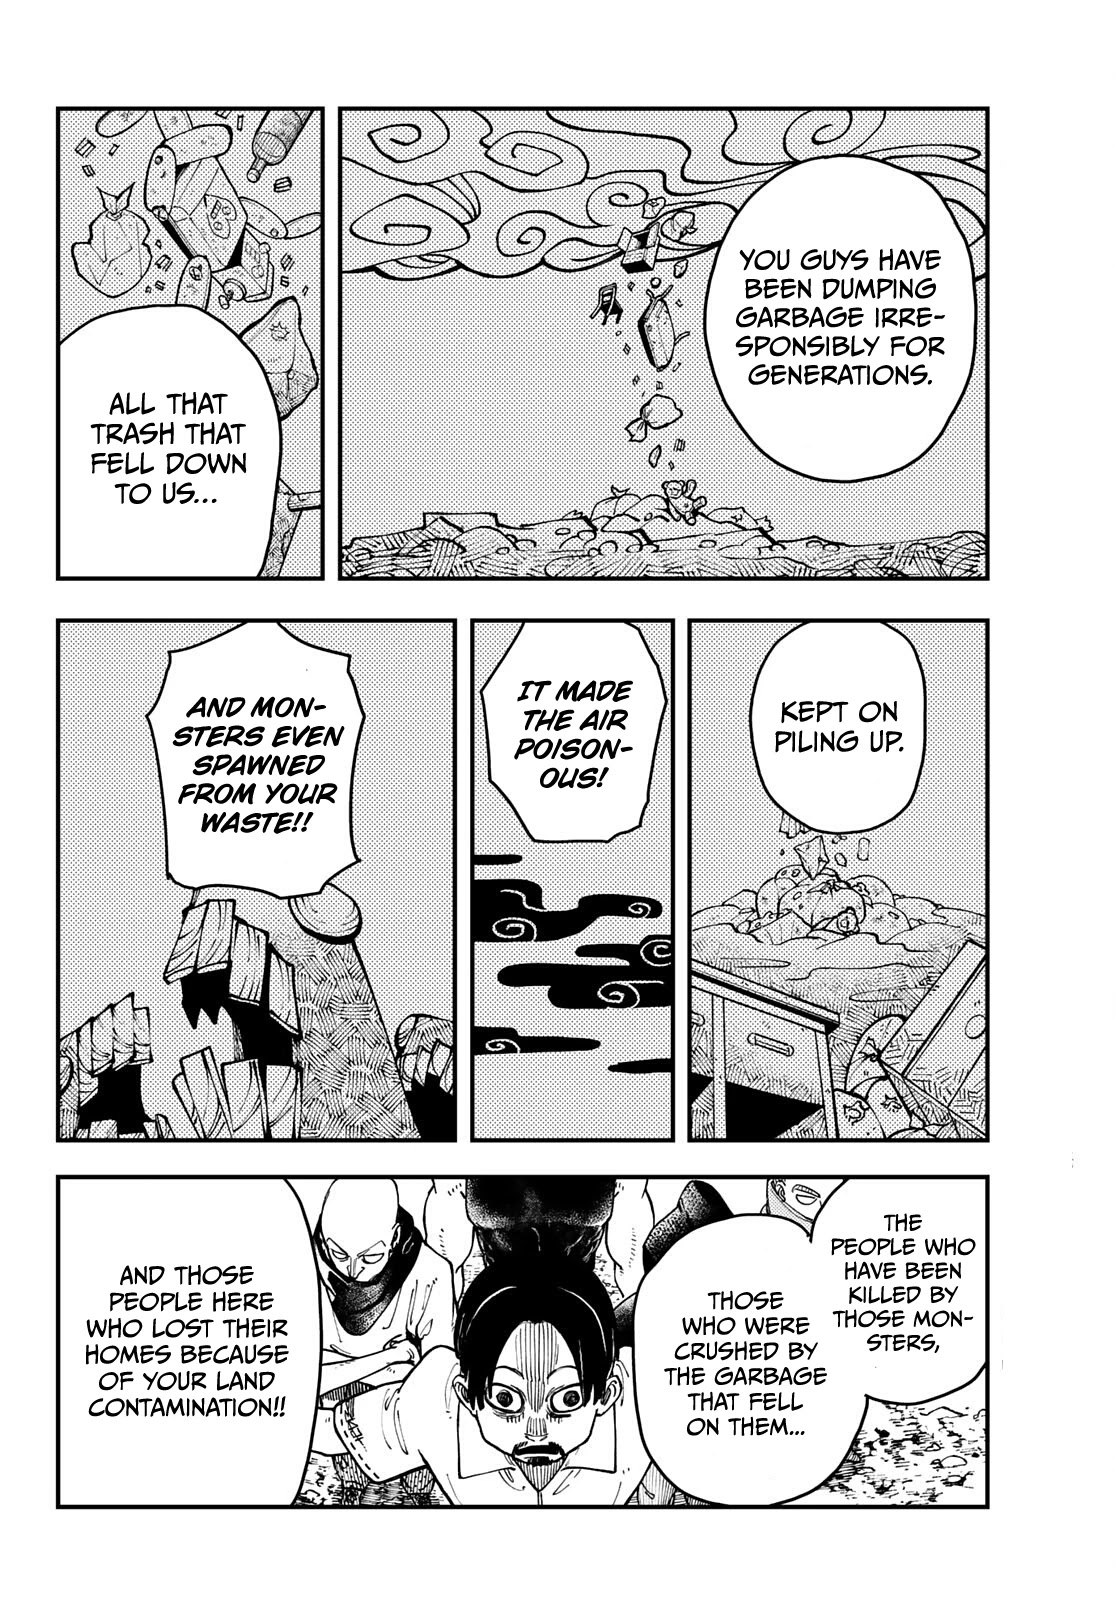 YOU GUYS HAVE
BEEN DUMPING
GARBAGE IRRE-
SPONSIBLY FOR
GENERATIONS.
ALL THAT
TRASH THAT
FELL DOWN
TO US...
KEPT ON
PILING UP.
IT MADE
THE AIR
POISON-
OUS!
AND MON-
STERS EVEN
SPAWNED
FROM YOUR
WASTE!!
THE
PEOPLE WHO
HAVE BEEN
KILLED BY
THOSE MON-
STERS,
THOSE
WHO WERE
CRUSHED BY
THE GARBAGE
THAT FELL
ON THEM...
AND THOSE
PEOPLE HERE
WHO LOST THEIR
HOMES BECAUSE
OF YOUR LAND
CONTAMINATION!!